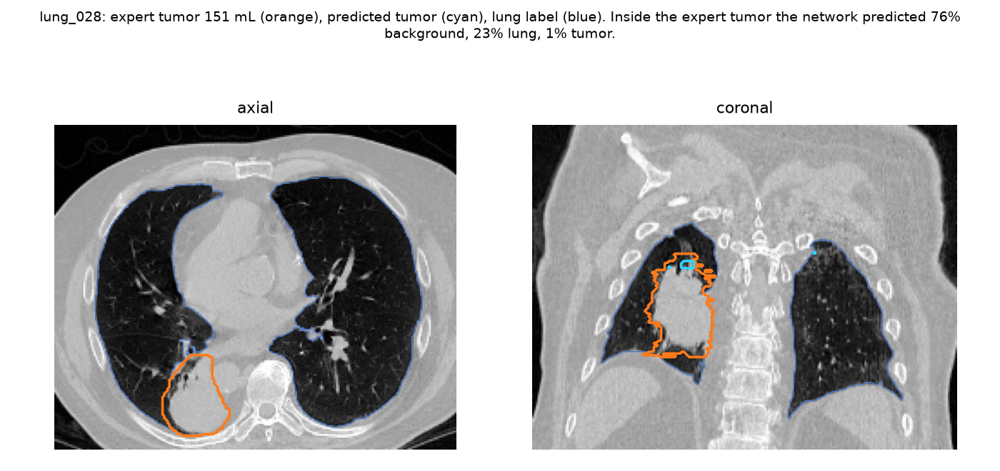 lung_028: expert tumor 151 mL (orange), predicted tumor (cyan), lung label (blue). Inside the expert tumor the network predicted 76%
background, 23% lung, 1% tumor.
axial
coronal